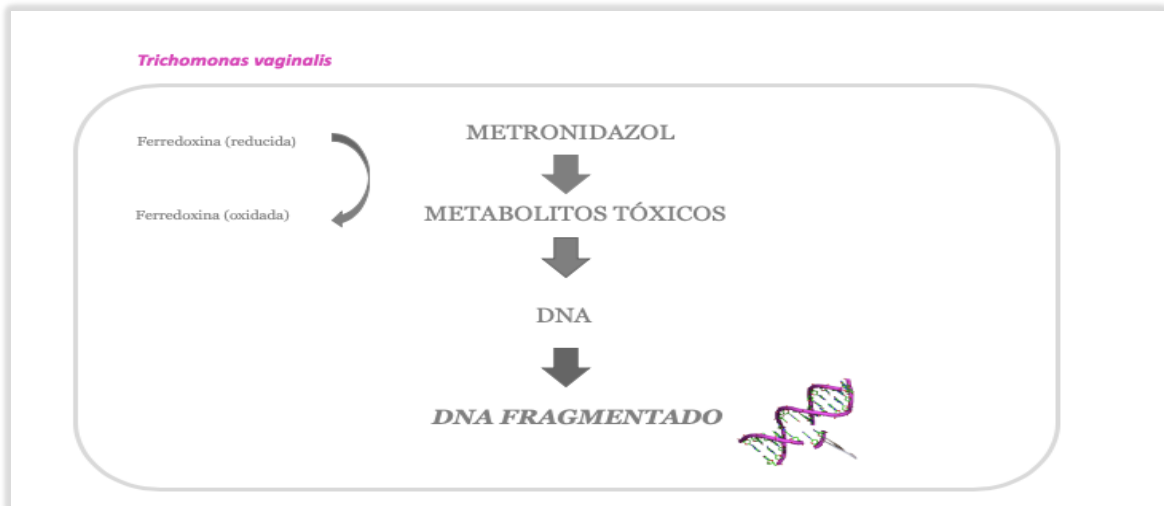 Trichomonas vaginalis
Ferredoxina (reducida)
METRONIDAZOL
Ferredoxina (oxidada)
METABOLITOS TÓXICOS
DNA
DNA FRAGMENTADO